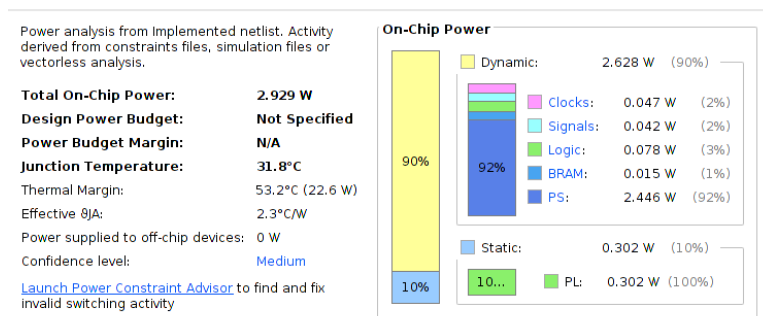 Power analysis from Implemented netlist. Activity
derived from constraints files, simulation files or
vectorless analysis.
Total On-Chip Power: 2.929 W
Design Power Budget: Not Specified
Power Budget Margin: N/A
Junction Temperature: 31.8°C
Thermal Margin: 53.2°C (22.6 W)
Effective ϑJA: 2.3°C/W
Power supplied to off-chip devices: 0 W
Confidence level: Medium
Launch Power Constraint Advisor to find and fix
invalid switching activity
On-Chip Power
90%
10%
Dynamic: 2.628 W (90%)
92%
Clocks: 0.047 W (2%)
Signals: 0.042 W (2%)
Logic: 0.078 W (3%)
BRAM: 0.015 W (1%)
PS: 2.446 W (92%)
Static: 0.302 W (10%)
10...
PL: 0.302 W (100%)